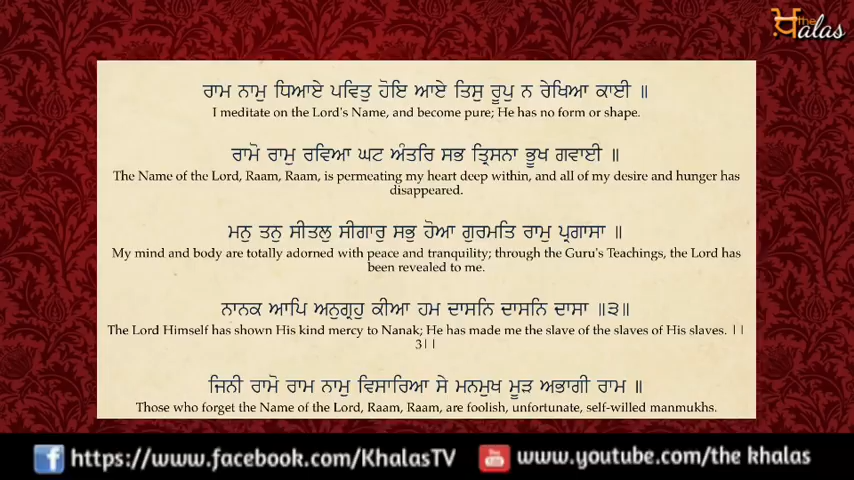 the
ਖalas
ਰਾਮ ਨਾਮੁ ਧਿਆਏ ਪਵਿਤੁ ਹੋਇ ਆਏ ਤਿਸੁ ਰੂਪੁ ਨ ਰੇਖਿਆ ਕਾਈ ॥
I meditate on the Lord's Name, and become pure; He has no form or shape.
ਰਾਮੋ ਰਾਮੁ ਰਵਿਆ ਘਟ ਅੰਤਰਿ ਸਭ ਤ੍ਰਿਸਨਾ ਭੂਖ ਗਵਾਈ ॥
The Name of the Lord, Raam, Raam, is permeating my heart deep within, and all of my desire and hunger has
disappeared.
ਮਨੁ ਤਨੁ ਸੀਤਲੁ ਸੀਗਾਰੁ ਸਭੁ ਹੋਆ ਗੁਰਮਤਿ ਰਾਮੁ ਪ੍ਰਗਾਸਾ ॥
My mind and body are totally adorned with peace and tranquility; through the Guru's Teachings, the Lord has
been revealed to me.
ਨਾਨਕ ਆਪਿ ਅਨੁਗ੍ਰਹੁ ਕੀਆ ਹਮ ਦਾਸਨਿ ਦਾਸਨਿ ਦਾਸਾ ॥੩॥
The Lord Himself has shown His kind mercy to Nanak; He has made me the slave of the slaves of His slaves. ||
3||
ਜਿਨੀ ਰਾਮੋ ਰਾਮ ਨਾਮੁ ਵਿਸਾਰਿਆ ਸੇ ਮਨਮੁਖ ਮੂੜ ਅਭਾਗੀ ਰਾਮ ॥
Those who forget the Name of the Lord, Raam, Raam, are foolish, unfortunate, self-willed manmukhs.
https://www.facebook.com/KhalasTV
www.youtube.com/the khalas